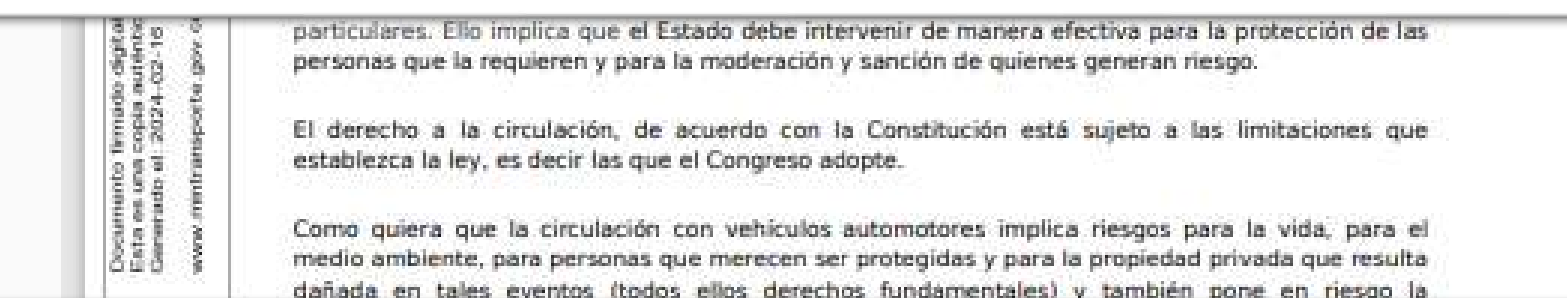 particulares. Ello implica que el Estado debe intervenir de manera efectiva para la protección de las
personas que la requieren y para la moderación y sanción de quienes generan riesgo.
El derecho a la circulación, de acuerdo con la Constitución está sujeto a las limitaciones que
establezca la ley, es decir las que el Congreso adopte.
Como quiera que la circulación con vehículos automotores implica riesgos para la vida, para el
medio ambiente, para personas que merecen ser protegidas y para la propiedad privada que resulta
dañada en tales eventos (todos ellos derechos fundamentales) y también pone en riesgo la
Documento firmado digital
Esta es una copia auténtic
Generado el: 2024-02-16
www.mintransporte.gov.c